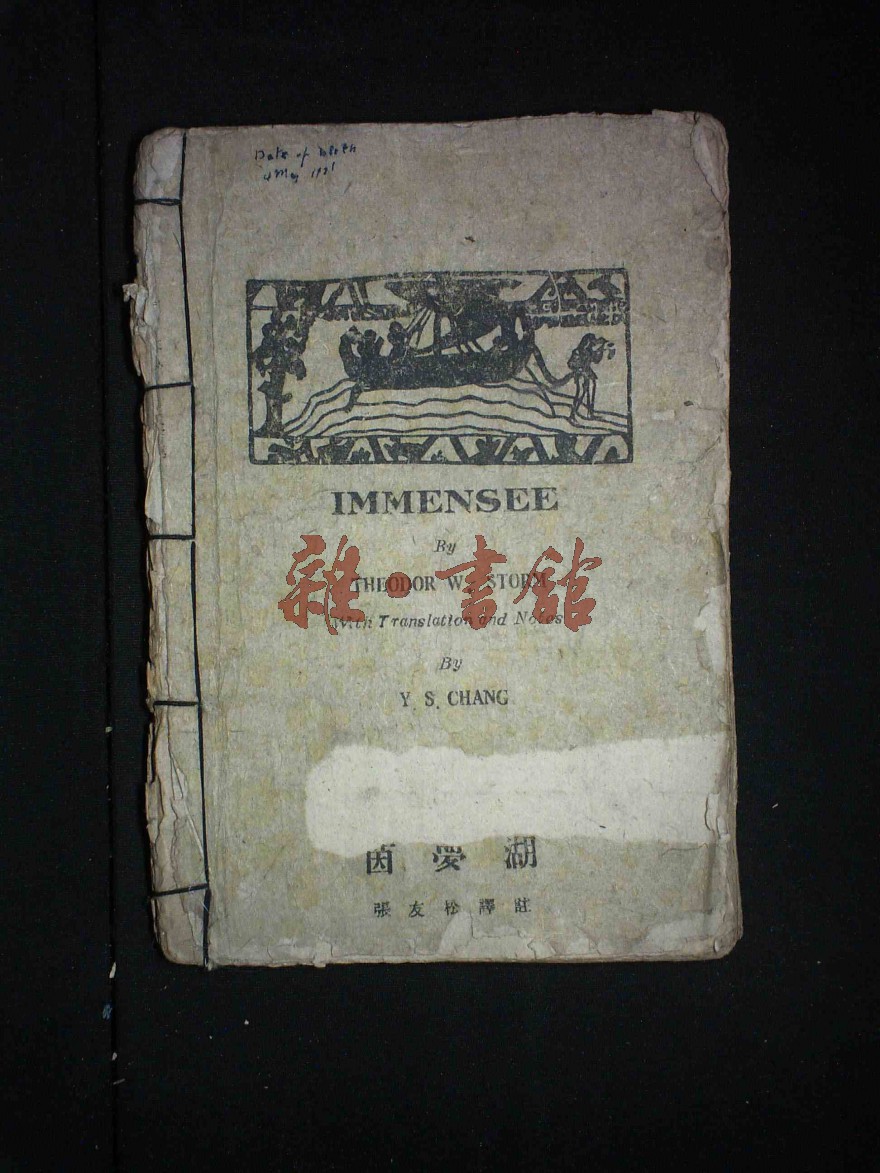 Date of birth
4 May 1921
IMMENSEE
By
THEODOR W. STORM
With Translation and Notes
By
Y. S. CHANG
茵夢湖
張友松譯註
雜·書館